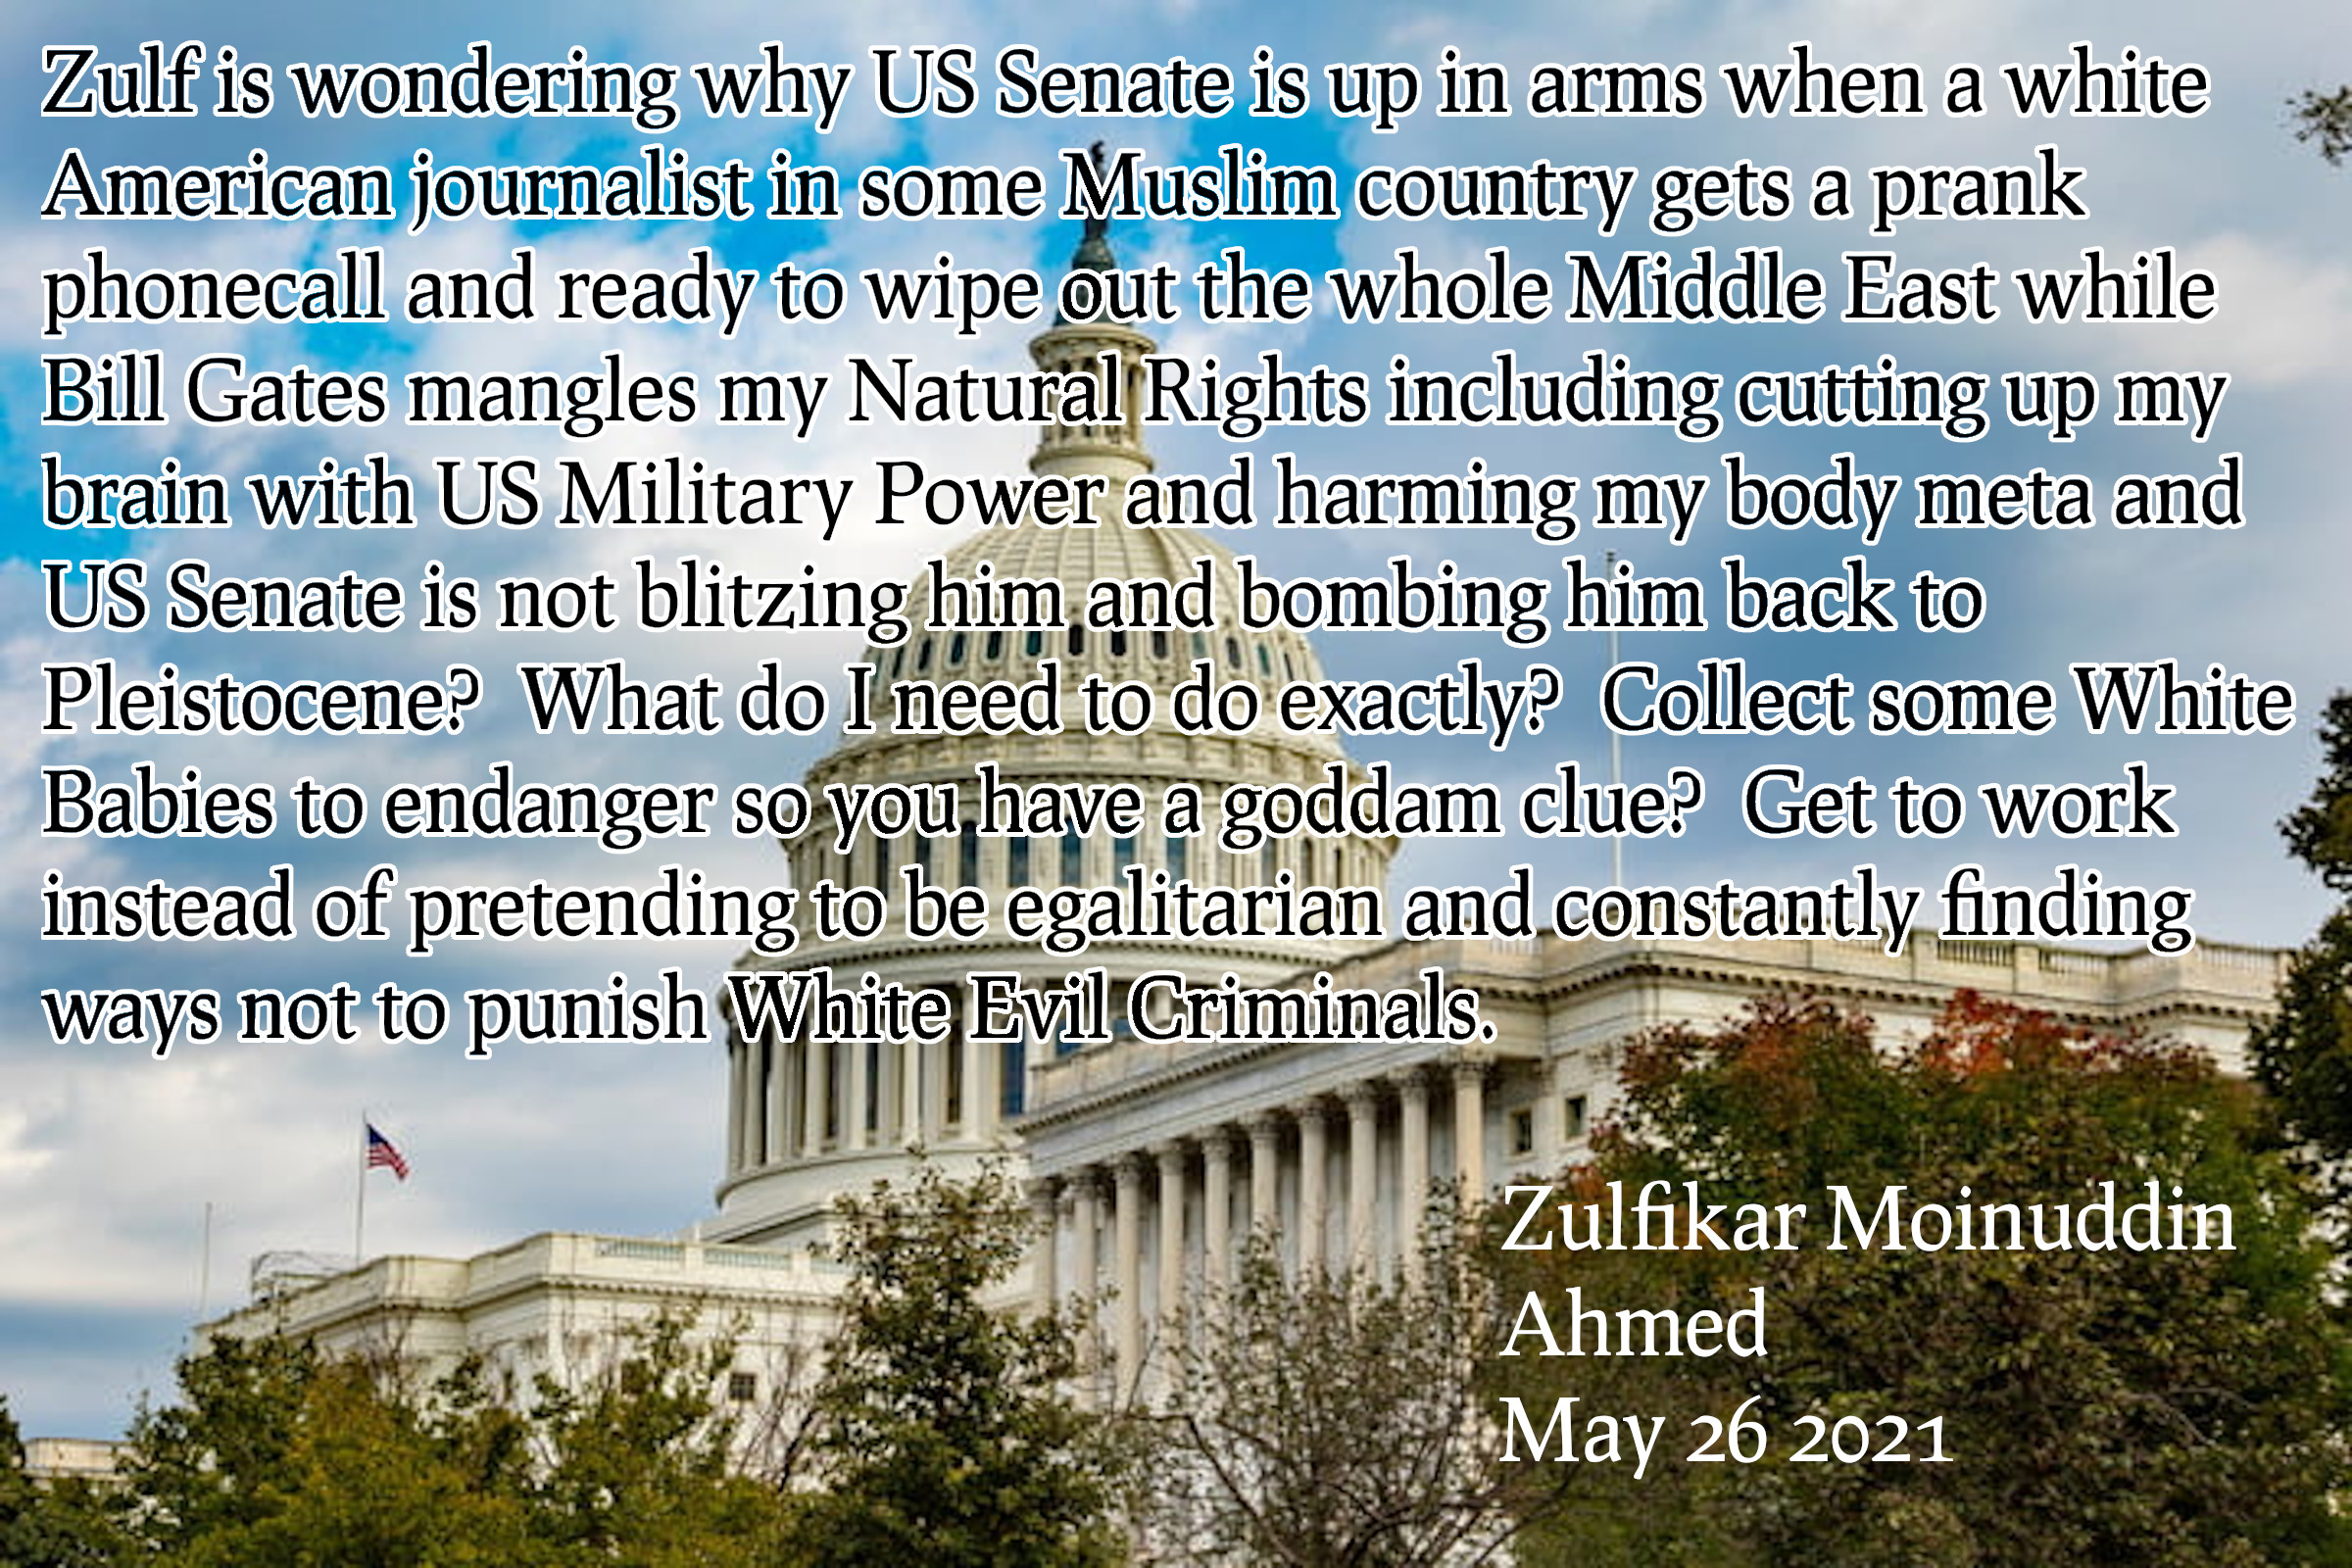 Zulf is wondering why US Senate is up in arms when a white
American journalist in some Muslim country gets a prank
phonecall and ready to wipe out the whole Middle East while
Bill Gates mangles my Natural Rights including cutting up my
brain with US Military Power and harming my body meta and
US Senate is not blitzing him and bombing him back to
Pleistocene?  What do I need to do exactly?  Collect some White
Babies to endanger so you have a goddam clue?  Get to work
instead of pretending to be egalitarian and constantly finding
ways not to punish White Evil Criminals.
Zulfikar Moinuddin
Ahmed
May 26 2021